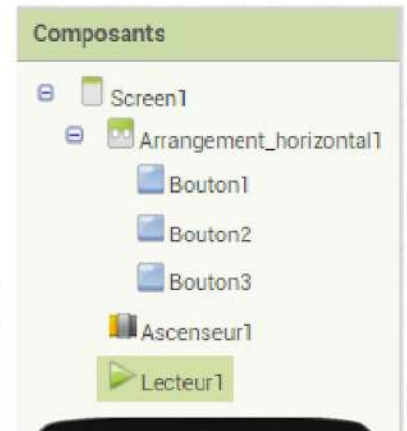 Composants
Screen1
Arrangement_horizontal1
Bouton1
Bouton2
Bouton3
Ascenseur1
Lecteur1